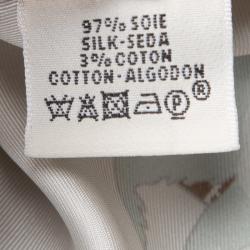 97% SOIE
SILK-SEDA
3% COTON
COTTON-ALGODON
P ®